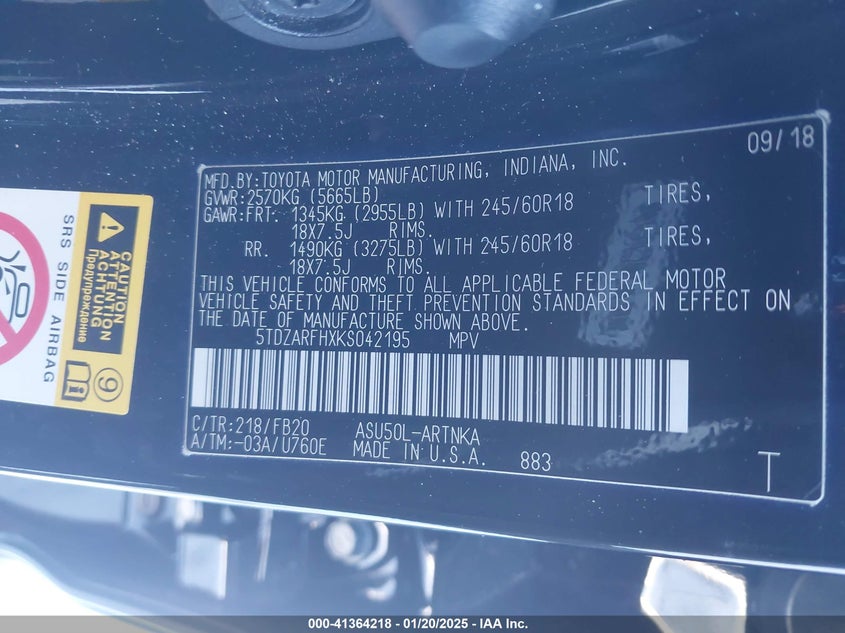 09/18
MFD.BY:TOYOTA MOTOR MANUFACTURING, INDIANA, INC.
GVWR:2570KG (5665LB)
GAWR:FRT. 1345KG (2955LB) WITH 245/60R18 TIRES,
18X7.5J RIMS.
RR. 1490KG (3275LB) WITH 245/60R18 TIRES,
18X7.5J RIMS.
THIS VEHICLE CONFORMS TO ALL APPLICABLE FEDERAL MOTOR
VEHICLE SAFETY AND THEFT PREVENTION STANDARDS IN EFFECT ON
THE DATE OF MANUFACTURE SHOWN ABOVE.
5TDZARFHXKS042195 MPV
C/TR:218/FB20 ASU50L-ARTNKA
A/TM:-03A/U760E MADE IN U.S.A. 883
T
SRS SIDE AIRBAG
CAUTION
ATTENTION
ACHTUNG
Предупреждение
9
000-41364218 - 01/20/2025 - IAA Inc.